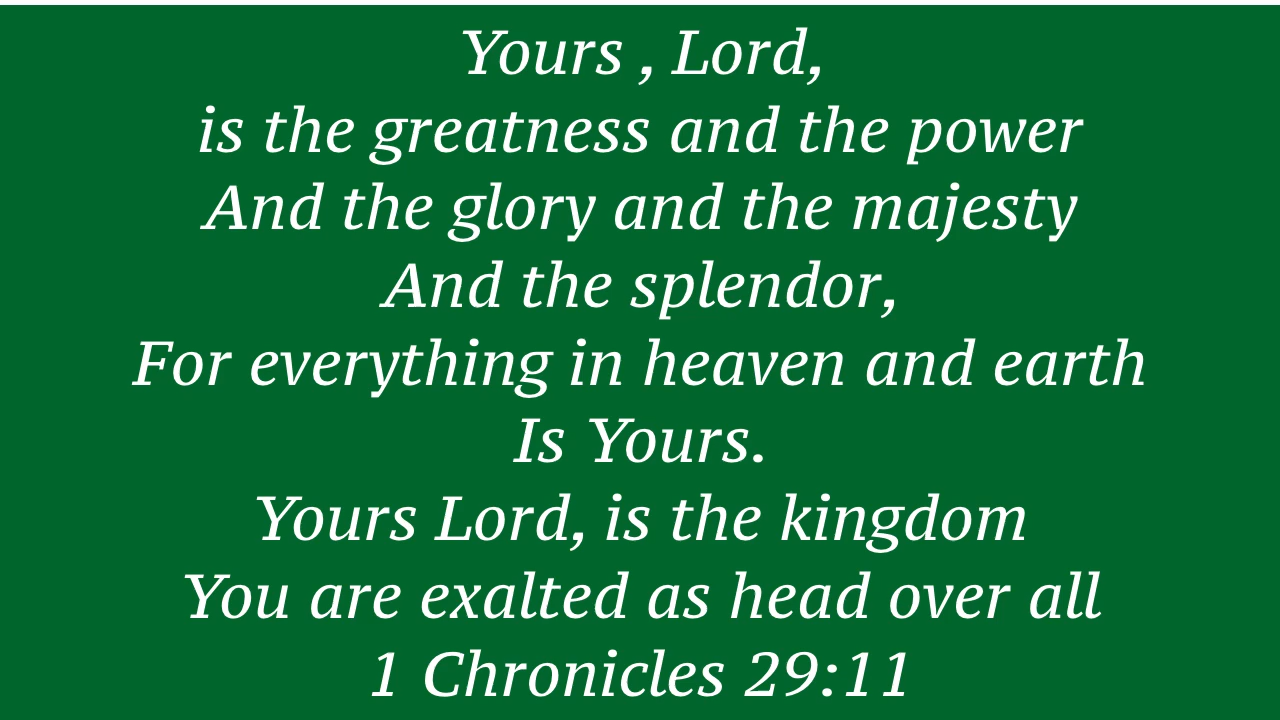 Yours , Lord,
is the greatness and the power
And the glory and the majesty
And the splendor,
For everything in heaven and earth
Is Yours.
Yours Lord, is the kingdom
You are exalted as head over all
1 Chronicles 29:11